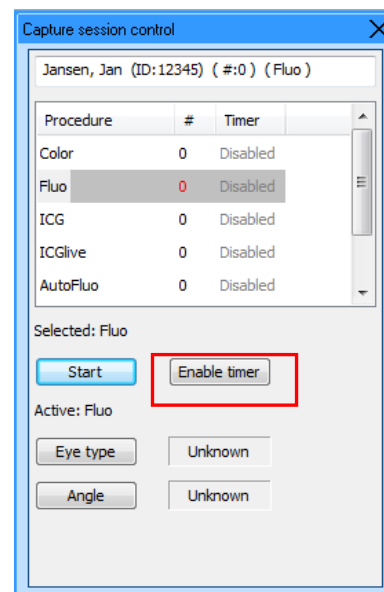 Capture session control
Jansen, Jan (ID:12345) ( #:0 ) ( Fluo )
Procedure # Timer
Color 0 Disabled
Fluo 0 Disabled
ICG 0 Disabled
ICGlive 0 Disabled
AutoFluo 0 Disabled
Selected: Fluo
Start Enable timer
Active: Fluo
Eye type Unknown
Angle Unknown